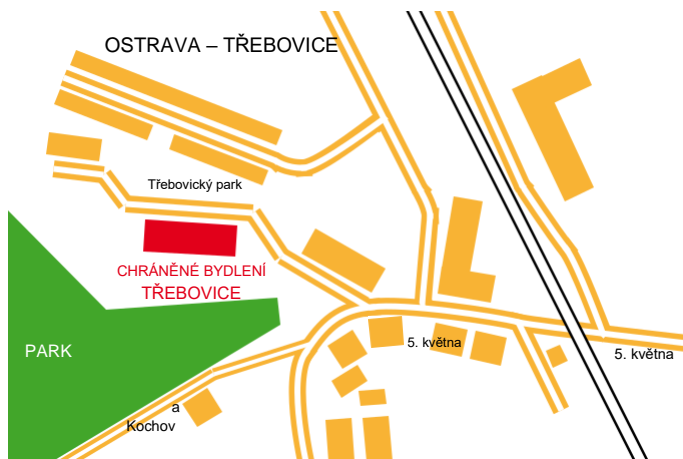 OSTRAVA – TŘEBOVICE
Třebovický park
CHRÁNĚNÉ BYDLENÍ
TŘEBOVICE
PARK
5. května
5. května
a
Kochov